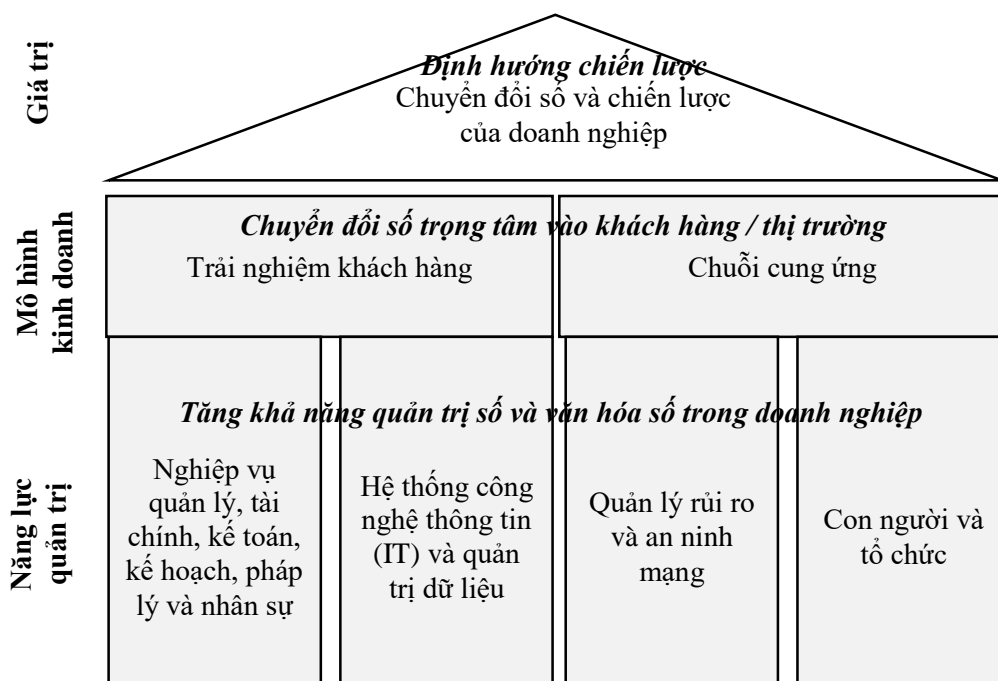 Giá trị
Định hướng chiến lược
Chuyển đổi số và chiến lược
của doanh nghiệp
Mô hình
kinh doanh
Chuyển đổi số trọng tâm vào khách hàng / thị trường
Trải nghiệm khách hàng
Chuỗi cung ứng
Năng lực
quản trị
Tăng khả năng quản trị số và văn hóa số trong doanh nghiệp
Nghiệp vụ
quản lý, tài
chính, kế toán,
kế hoạch, pháp
lý và nhân sự
Hệ thống công
nghệ thông tin
(IT) và quản
trị dữ liệu
Quản lý rủi ro
và an ninh
mạng
Con người và
tổ chức